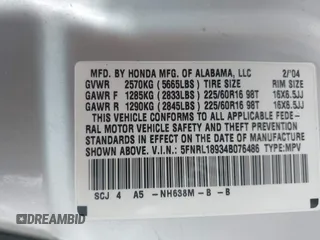 MFD. BY HONDA MFG. OF ALABAMA, LLC 2/'04
GVWR 2570KG (5665LBS) TIRE SIZE RIM SIZE
GAWR F 1285KG (2833LBS) 225/60R16 98T 16X6.5JJ
GAWR R 1290KG (2845LBS) 225/60R16 98T 16X6.5JJ
THIS VEHICLE CONFORMS TO ALL APPLICABLE FEDE-
RAL MOTOR VEHICLE SAFETY AND THEFT PREVENTION
STANDARDS IN EFFECT ON THE DATE OF MANUFACTURE
SHOWN ABOVE. V.I.N.: 5FNRL18934B076486 TYPE:MPV
SCJ 4 A5 -NH638M-B -B
DREAMBID